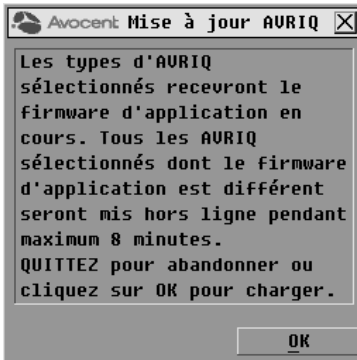 Avocent Mise à jour AVRIQ
Les types d'AVRIQ
sélectionnés recevront le
firmware d'application en
cours. Tous les AVRIQ
sélectionnés dont le firmware
d'application est différent
seront mis hors ligne pendant
maximum 8 minutes.
QUITTEZ pour abandonner ou
cliquez sur OK pour charger.
OK